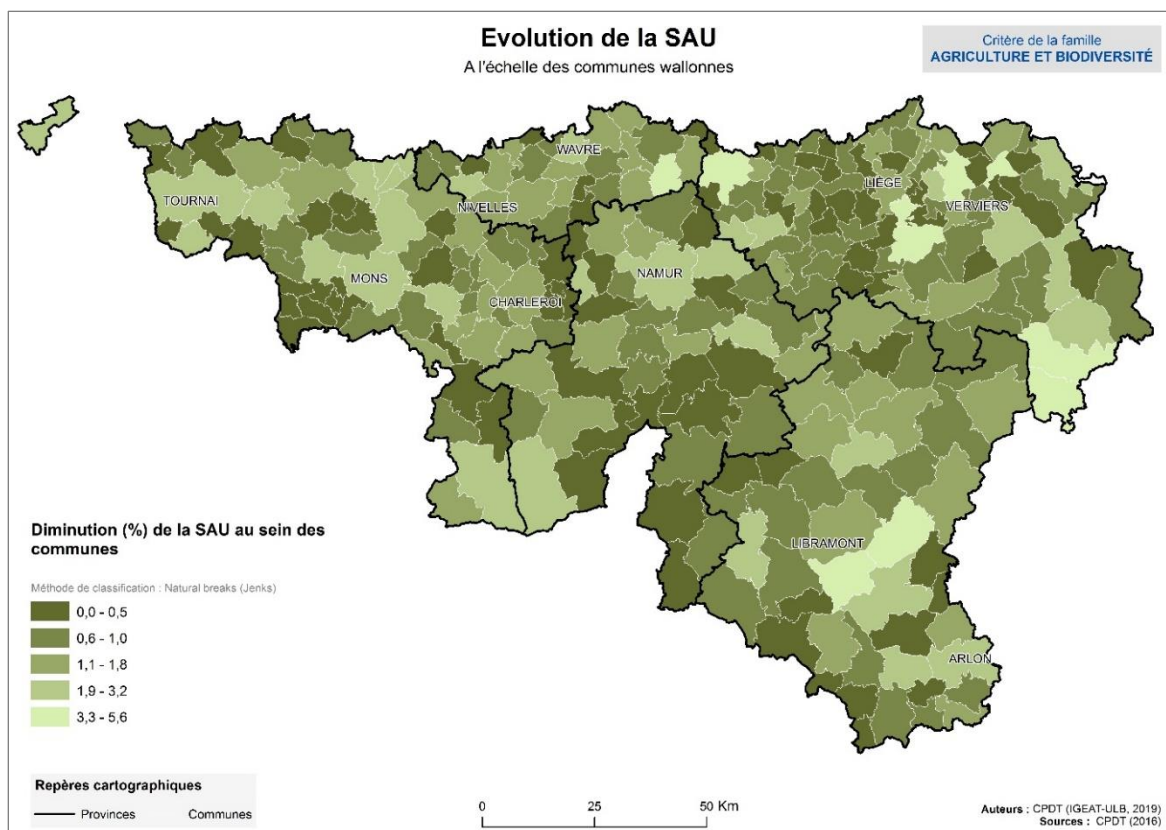 Evolution de la SAU
A l'échelle des communes wallonnes
Critère de la famille
AGRICULTURE ET BIODIVERSITÉ
WAVRE
LIÈGE
TOURNAI
NIVELLES
VERVIERS
MONS
NAMUR
CHARLEROI
LIBRAMONT
ARLON
Diminution (%) de la SAU au sein des
communes
Méthode de classification : Natural breaks (Jenks)
0,0 - 0,5
0,6 - 1,0
1,1 - 1,8
1,9 - 3,2
3,3 - 5,6
Repères cartographiques
Provinces Communes
0 25 50 Km
Auteurs : CPDT (IGEAT-ULB, 2019)
Sources : CPDT (2016)